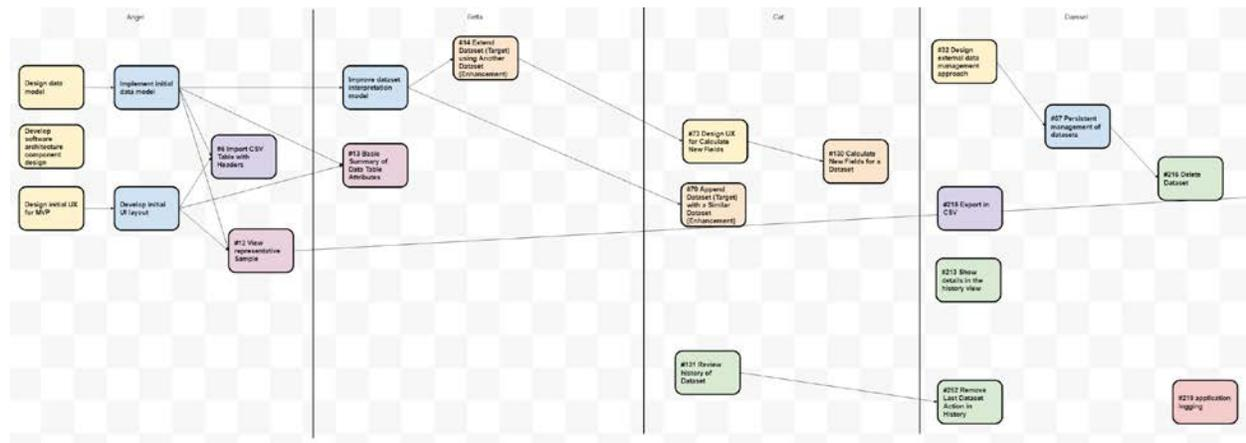 Angel
Betta
Cat
Damsel
Design data
model
Implement initial
data model
Develop
software
architecture
component
design
#6 Import CSV
Table with
Headers
Design initial UX
for MVP
Develop initial
UI layout
#12 View
representative
Sample
Improve dataset
interpretation
model
#14 Extend
Dataset (Target)
using Another
Dataset
(Enhancement)
#13 Basic
Summary of
Data Table
Attributes
#73 Design UX
for Calculate
New Fields
#130 Calculate
New Fields for a
Dataset
#79 Append
Dataset (Target)
with a Similar
Dataset
(Enhancement)
#131 Review
history of
Dataset
#32 Design
external data
management
approach
#87 Persistent
management of
datasets
#216 Delete
Dataset
#218 Export in
CSV
#213 Show
details in the
history view
#252 Remove
Last Dataset
Action in
History
#219 application
logging